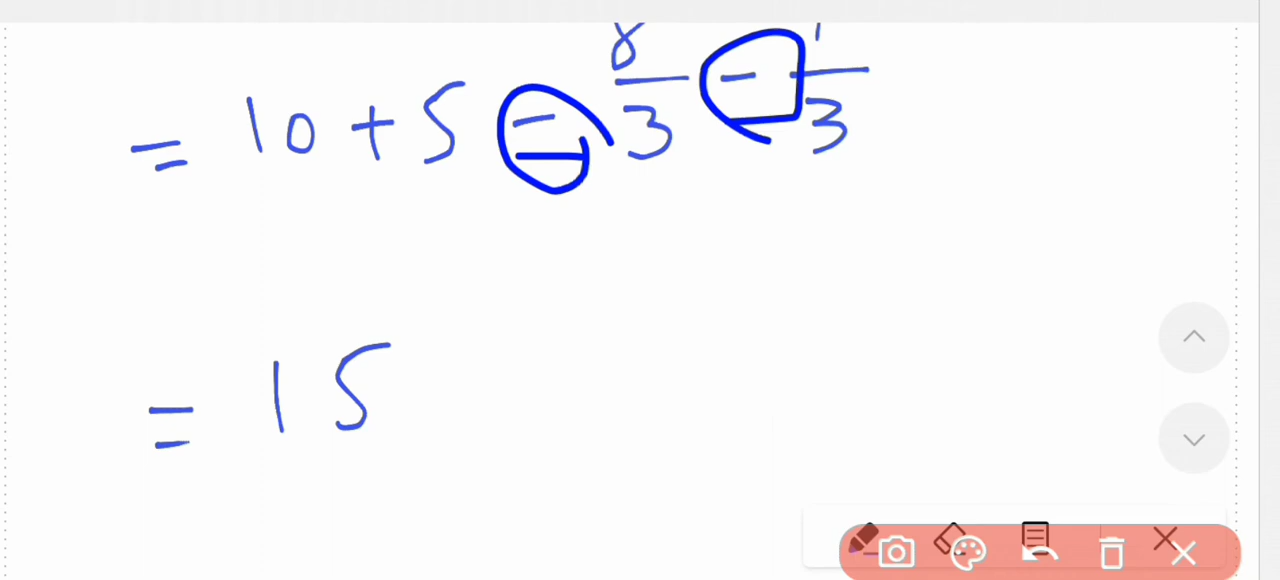 = 10 + 5 - 8/3 - 1/3
= 15